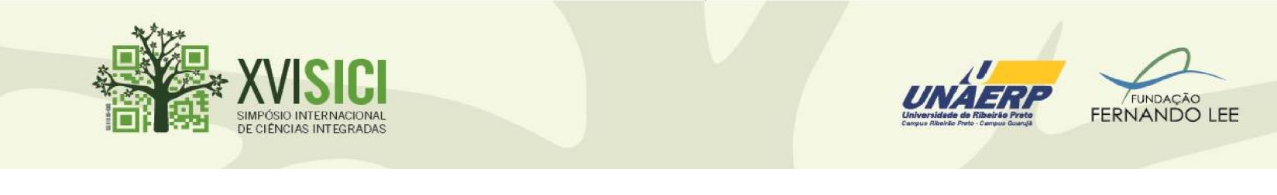 XVISICI
SIMPÓSIO INTERNACIONAL
DE CIÊNCIAS INTEGRADAS
UNAERP
Universidade de Ribeirão Preto
Campus Ribeirão Preto - Campus Guarujá
FUNDAÇÃO
FERNANDO LEE